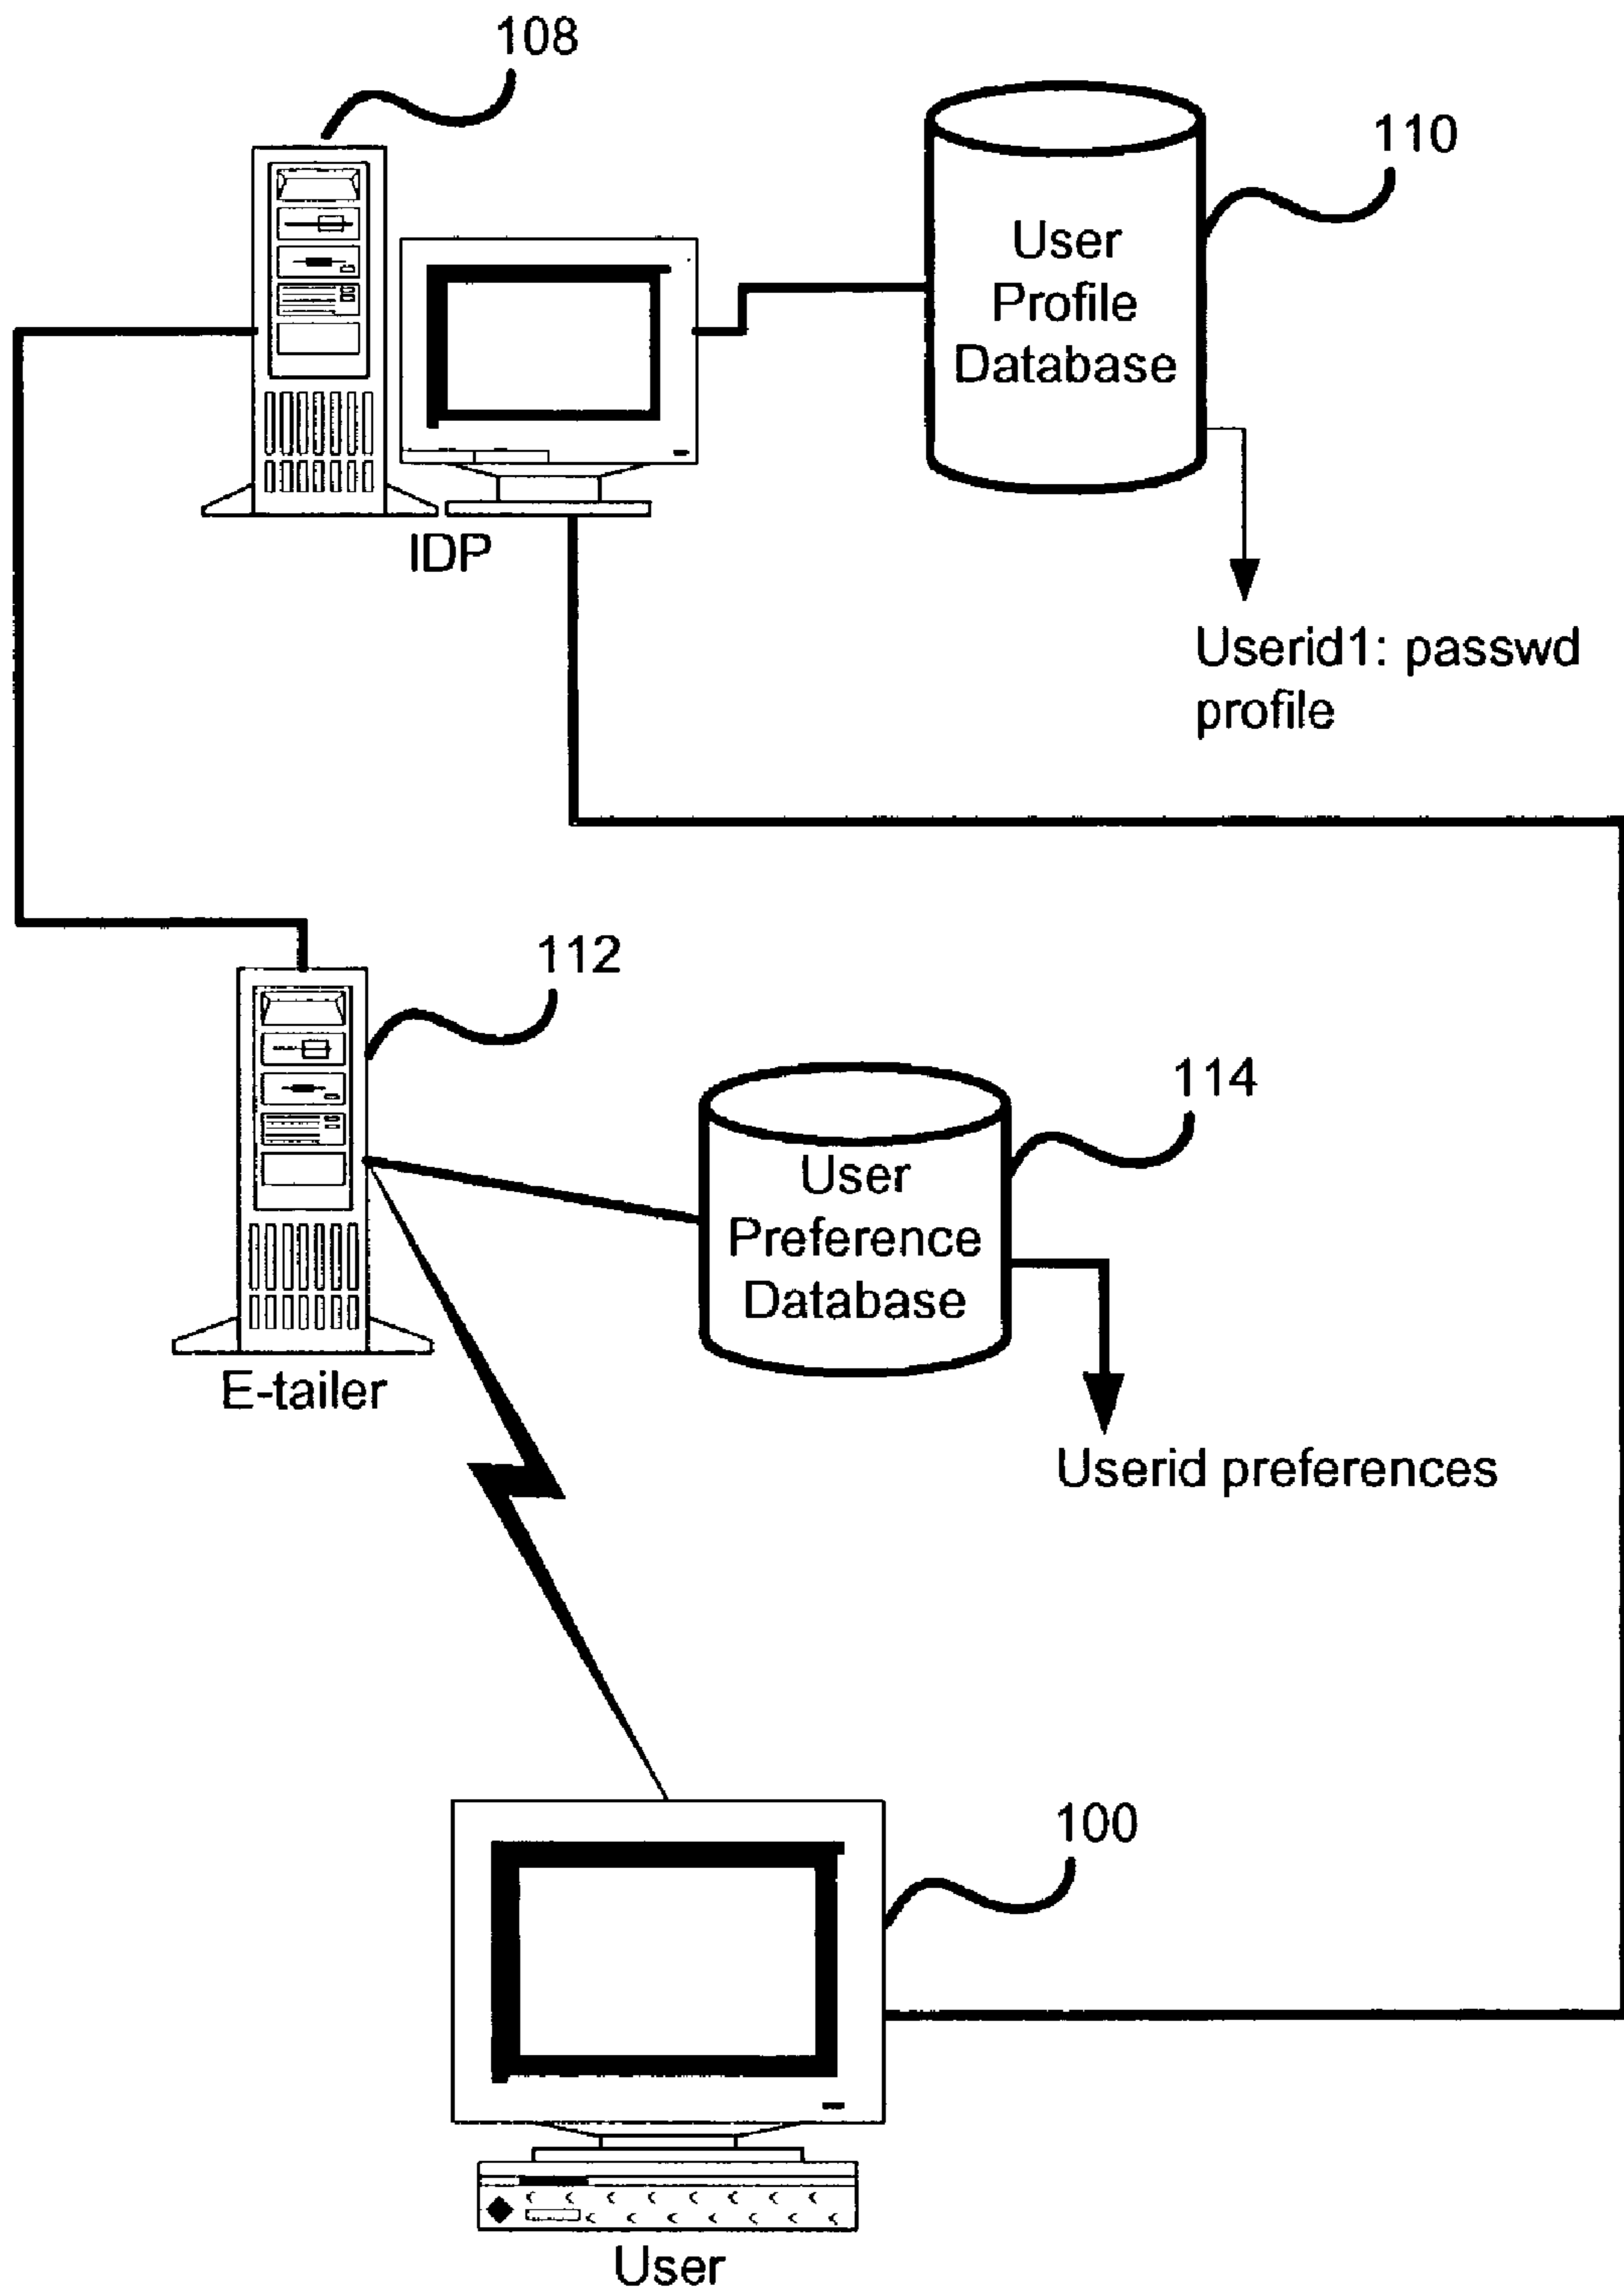 108
110
User
Profile
Database
IDP
Userid1: passwd
profile
112
114
User
Preference
Database
E-tailer
Userid preferences
100
User